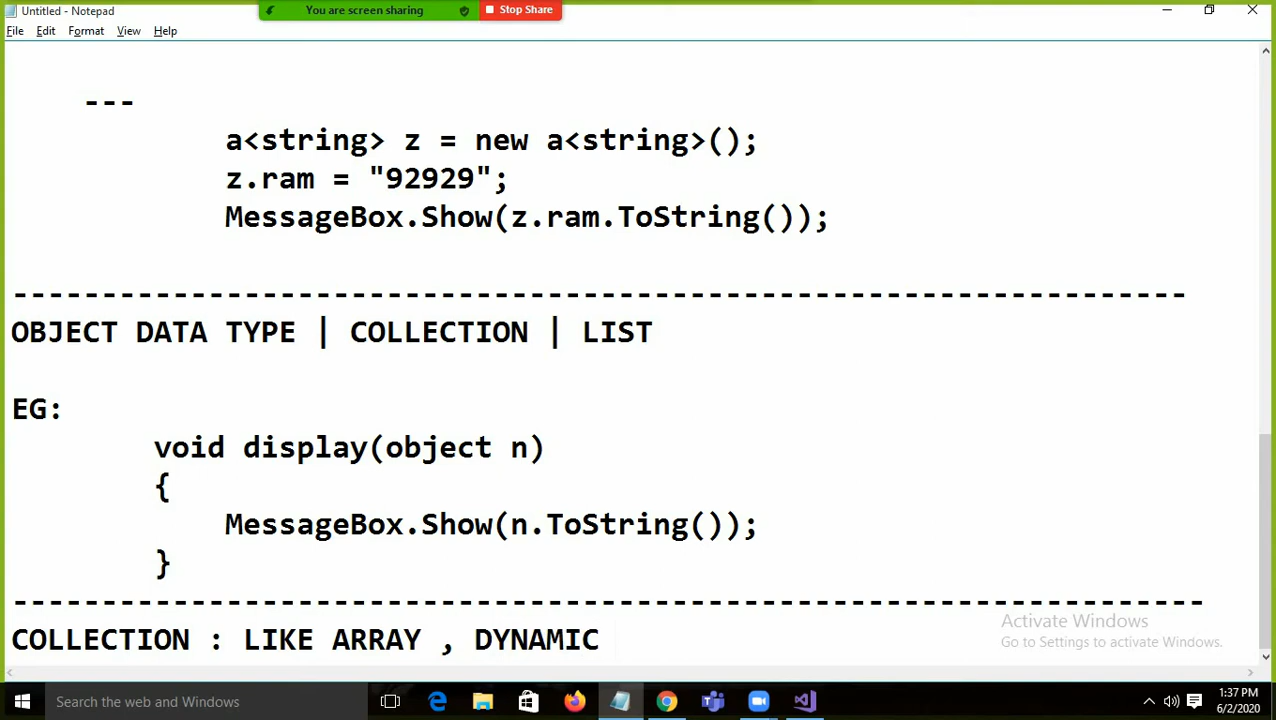 Untitled - Notepad
You are screen sharing
Stop Share
File Edit Format View Help
---
a<string> z = new a<string>();
z.ram = "92929";
MessageBox.Show(z.ram.ToString());
------------------------------------------------------------------
OBJECT DATA TYPE | COLLECTION | LIST
EG:
void display(object n)
{
MessageBox.Show(n.ToString());
}
-------------------------------------------------------------------
COLLECTION : LIKE ARRAY , DYNAMIC
Activate Windows
Go to Settings to activate Windows.
Search the web and Windows
1:37 PM
6/2/2020